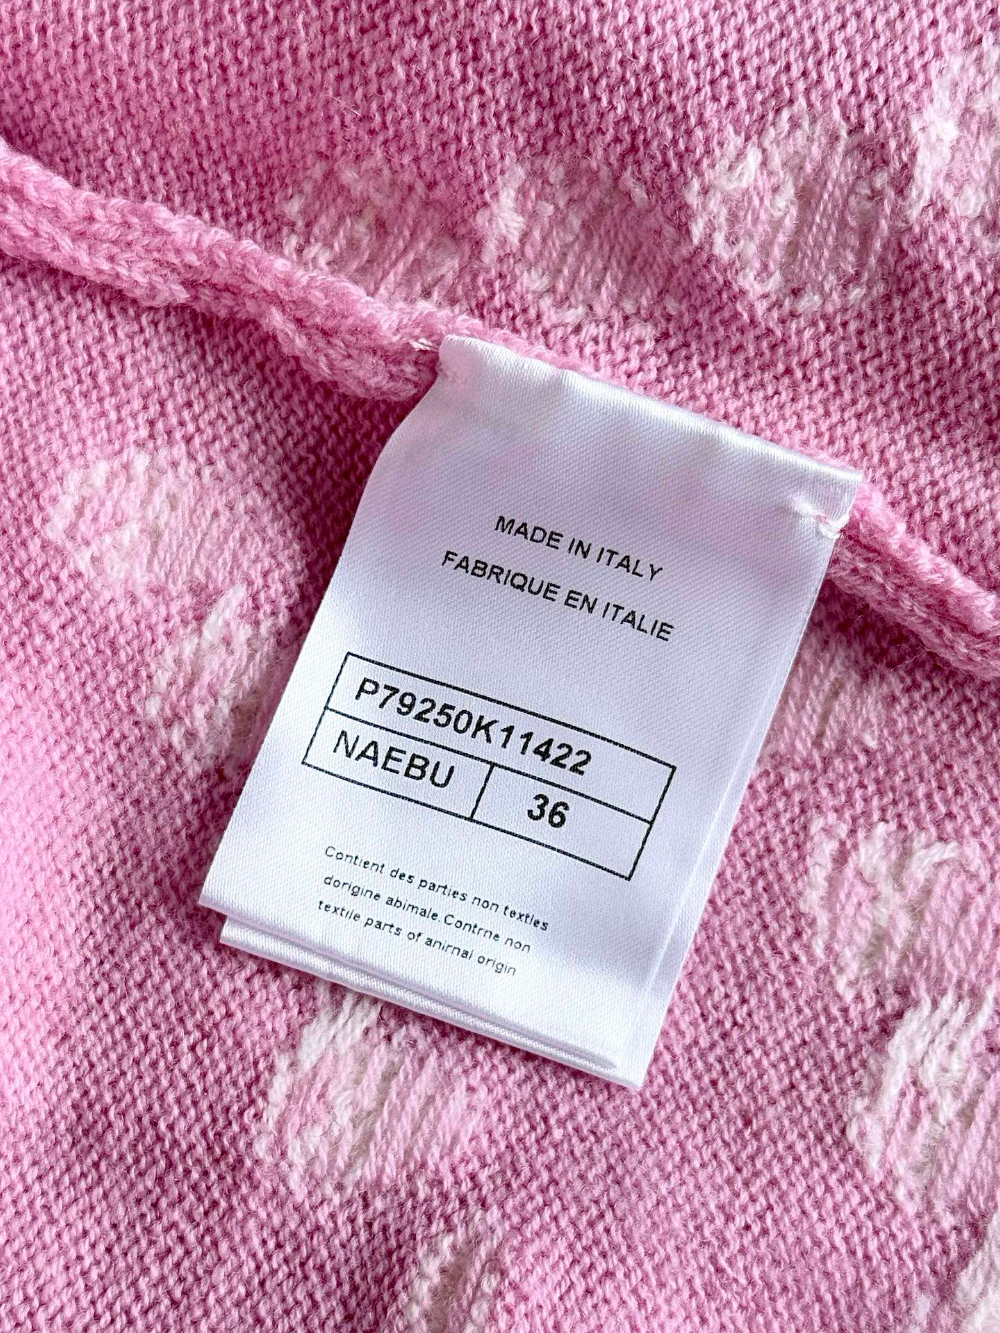 MADE IN ITALY
FABRIQUE EN ITALIE
P79250K11422
NAEBU 36
Contient des parties non texties
dorigine abimale.Contrne non
textile parts of anirnal origin